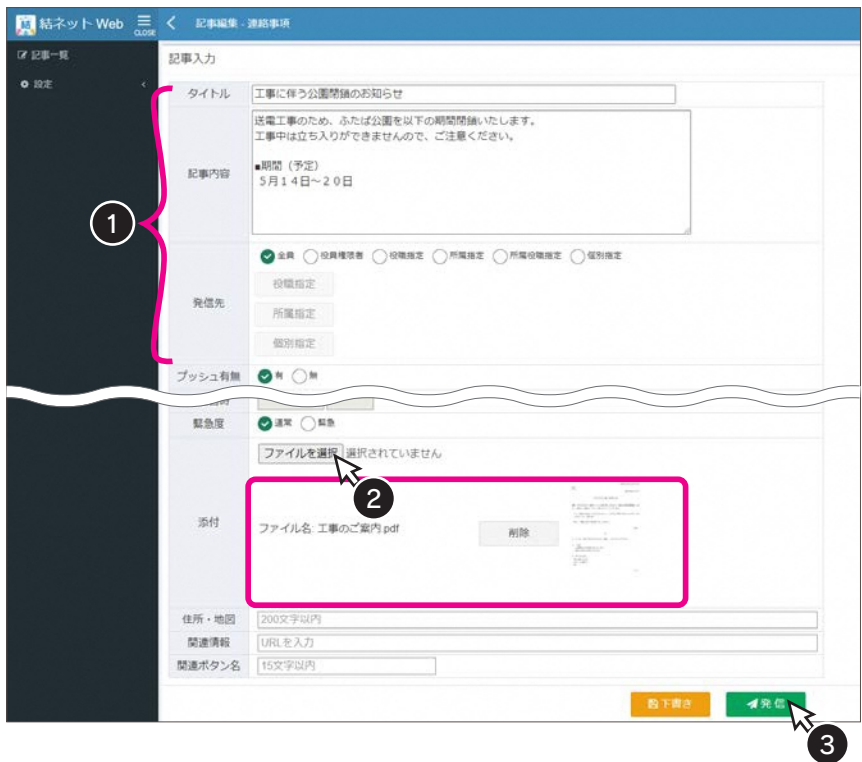 結ネット Web
CLOSE
記事編集 - 連絡事項
記事一覧
設定
記事入力
タイトル
工事に伴う公園閉鎖のお知らせ
記事内容
送電工事のため、ふたば公園を以下の期間閉鎖いたします。
工事中は立ち入りができませんので、ご注意ください。
■期間（予定）
５月１４日～２０日
1
発信先
全員 役員権限者 役職指定 所属指定 所属役職指定 個別指定
役職指定
所属指定
個別指定
プッシュ有無
有 無
緊急度
通常 緊急
添付
ファイルを選択 選択されていません
2
ファイル名: 工事のご案内.pdf
削除
住所・地図
200文字以内
関連情報
URLを入力
関連ボタン名
15文字以内
下書き
発信
3